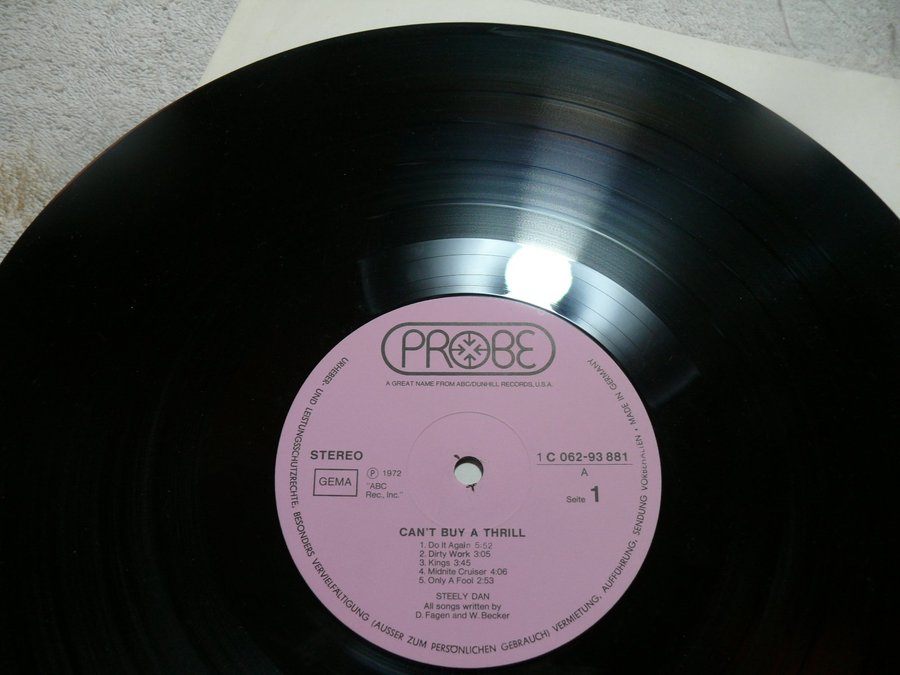 PROBE
A GREAT NAME FROM ABC/DUNHILL RECORDS, U.S.A.
STEREO
GEMA
Ⓟ 1972
"ABC
Rec., Inc."
1 C 062-93 881
A
Seite 1
CAN'T BUY A THRILL
1. Do It Again 5:52
2. Dirty Work 3:05
3. Kings 3:45
4. Midnite Cruiser 4:06
5. Only A Fool 2:53
STEELY DAN
All songs written by
D. Fagen and W. Becker
URHEBER- UND LEISTUNGSSCHUTZRECHTE, BESONDERS VERVIELFÄLTIGUNG (AUSSER ZUM PERSÖNLICHEN GEBRAUCH) VERMIETUNG, AUFFÜHRUNG, SENDUNG VORBEHALTEN • MADE IN GERMANY